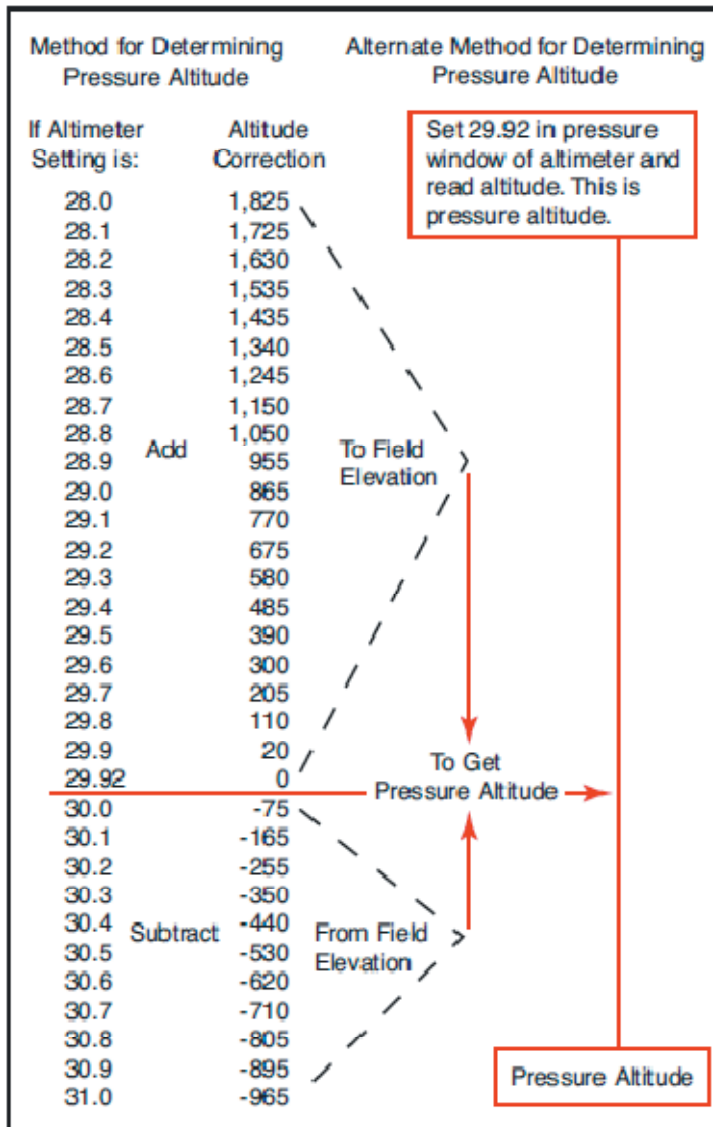 Method for Determining
Pressure Altitude
Alternate Method for Determining
Pressure Altitude
If Altimeter
Setting is:
Altitude
Correction
Set 29.92 in pressure
window of altimeter and
read altitude. This is
pressure altitude.
28.0 1,825
28.1 1,725
28.2 1,630
28.3 1,535
28.4 1,435
28.5 1,340
28.6 1,245
28.7 1,150
28.8 1,050
Add
To Field
Elevation
28.9 955
29.0 865
29.1 770
29.2 675
29.3 580
29.4 485
29.5 390
29.6 300
29.7 205
29.8 110
29.9 20
29.92 0
To Get
Pressure Altitude
30.0 -75
30.1 -165
30.2 -255
30.3 -350
30.4 -440
Subtract
From Field
Elevation
30.5 -530
30.6 -620
30.7 -710
30.8 -805
30.9 -895
31.0 -965
Pressure Altitude